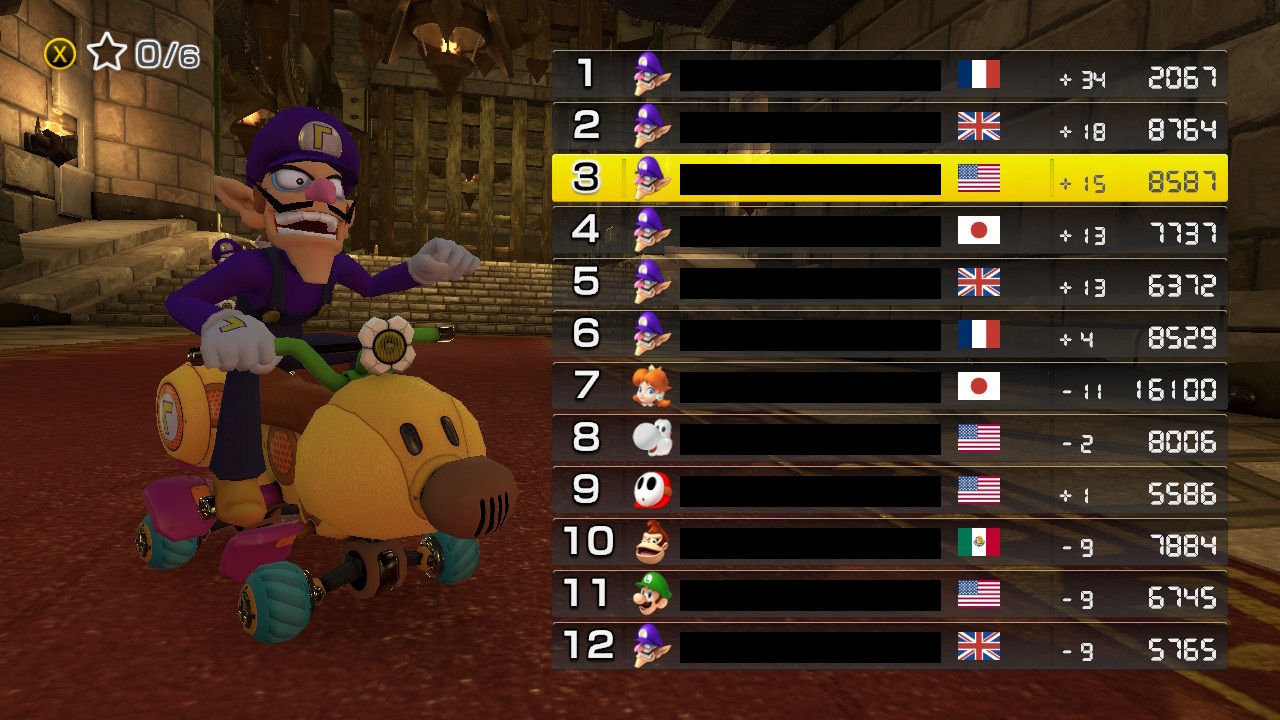 X 0/6
1 + 34 2067
2 + 18 8764
3 + 15 8587
4 + 13 7737
5 + 13 6372
6 + 4 8529
7 - 11 16100
8 - 2 8006
9 + 1 5586
10 - 9 7884
11 - 9 6745
12 - 9 5765